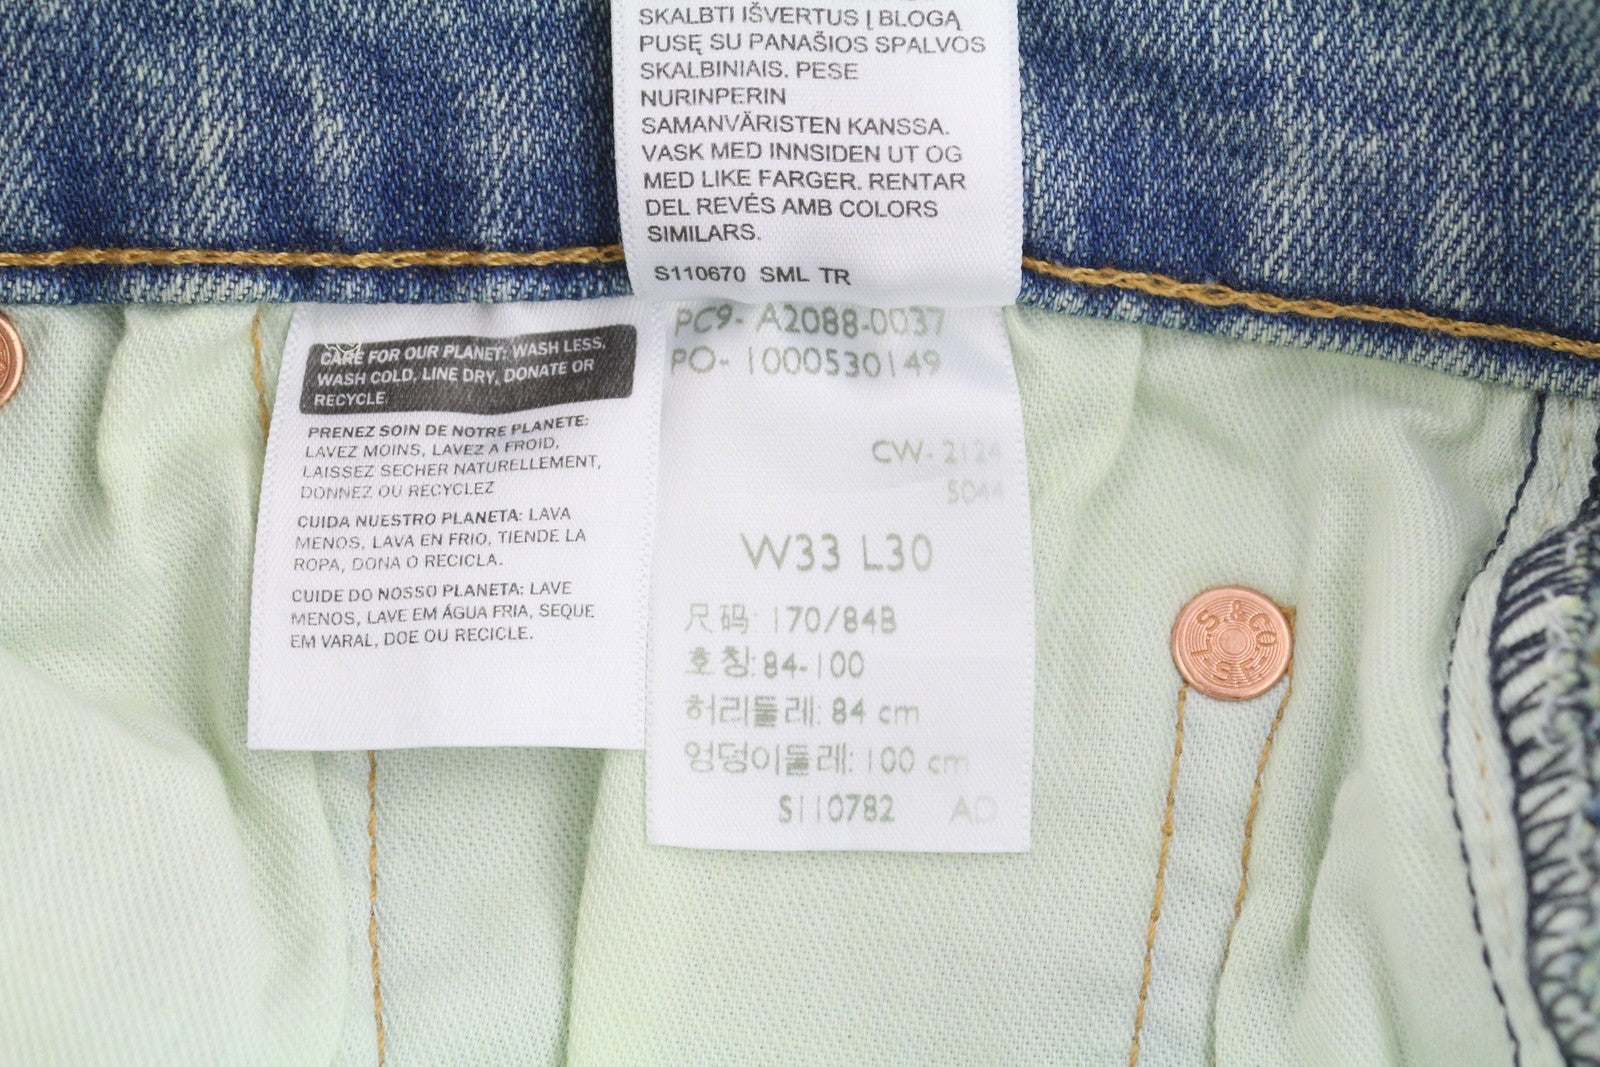 SKALBTI IŠVERTUS Į BLOGĄ
PUSĘ SU PANAŠIOS SPALVOS
SKALBINIAIS. PESE
NURINPERIN
SAMANVÄRISTEN KANSSA.
VASK MED INNSIDEN UT OG
MED LIKE FARGER. RENTAR
DEL REVÉS AMB COLORS
SIMILARS.
S110670 SML TR
CARE FOR OUR PLANET: WASH LESS,
WASH COLD, LINE DRY, DONATE OR
RECYCLE
PRENEZ SOIN DE NOTRE PLANETE:
LAVEZ MOINS, LAVEZ A FROID,
LAISSEZ SECHER NATURELLEMENT,
DONNEZ OU RECYCLEZ
CUIDA NUESTRO PLANETA: LAVA
MENOS, LAVA EN FRIO, TIENDE LA
ROPA, DONA O RECICLA.
CUIDE DO NOSSO PLANETA: LAVE
MENOS, LAVE EM ÁGUA FRIA, SEQUE
EM VARAL, DOE OU RECICLE.
PC9- A2088-0037
PO- 1000530149
CW- 2124
5044
W33 L30
尺码: 170/84B
호칭: 84-100
허리둘레: 84 cm
엉덩이둘레: 100 cm
S110782 AD
L.S. & CO S.F.